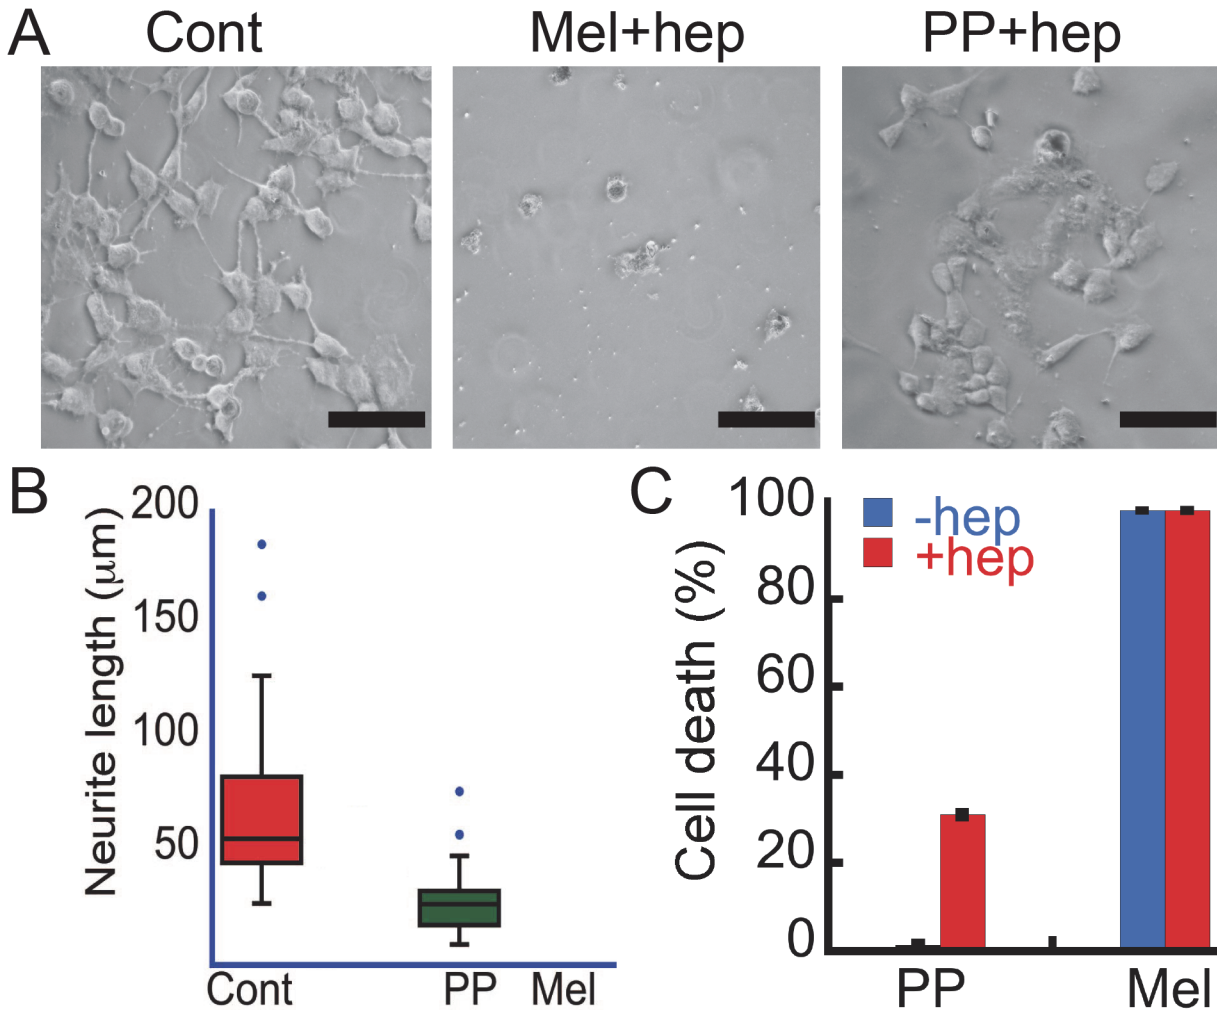 A
Cont
Mel+hep
PP+hep
B
Neurite length (μm)
200
150
100
50
Cont
PP
Mel
C
Cell death (%)
100
80
60
40
20
0
-hep
+hep
PP
Mel